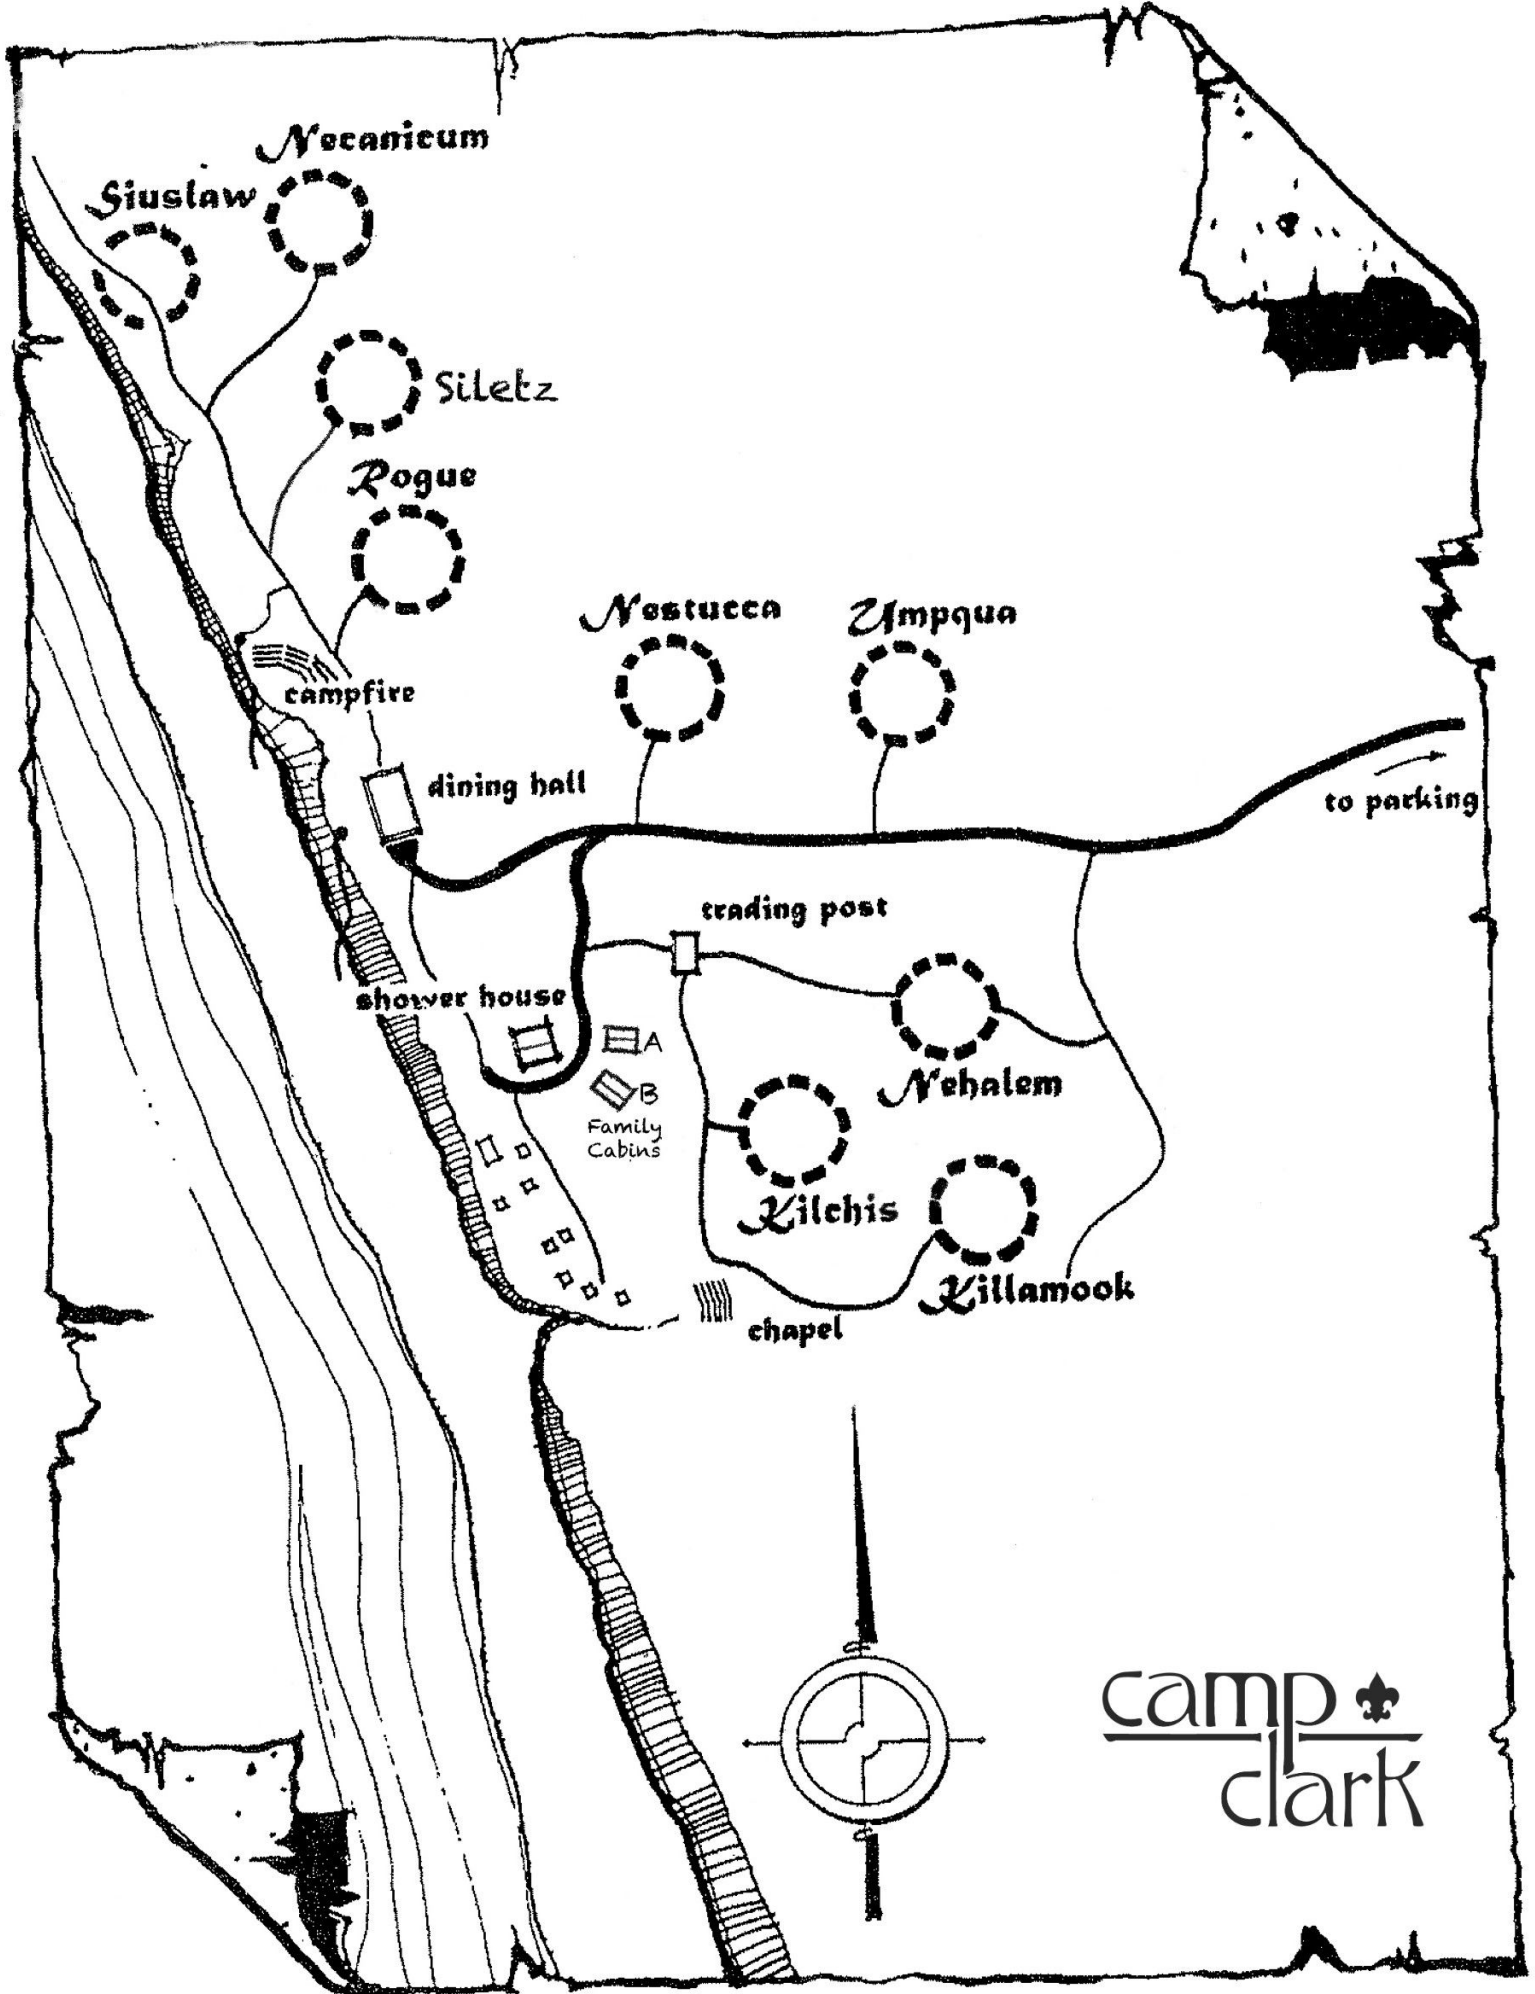 Necanicum
Siuslaw
Siletz
Rogue
Nestucca
Umpqua
campfire
dining hall
to parking
trading post
shower house
A
B
Family
Cabins
Nehalem
Kilchis
Killamook
chapel
camp
clark